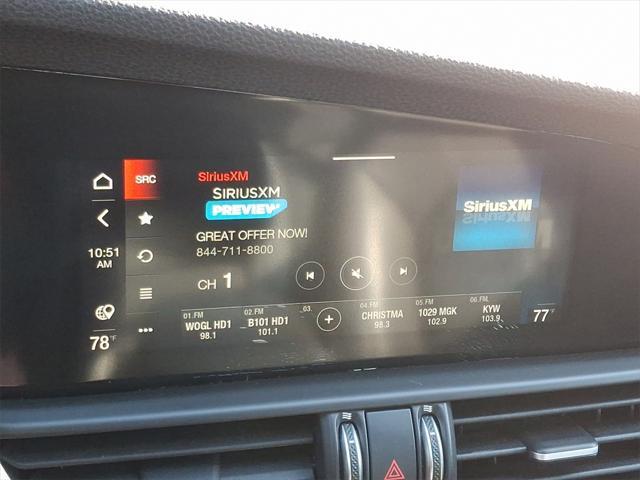 SRC
SiriusXM
SIRIUSXM
PREVIEW
GREAT OFFER NOW!
844-711-8800
CH 1
SiriusXM
10:51
AM
01.FM
WOGL HD1
98.1
02.FM
B101 HD1
101.1
03.
04.FM
CHRISTMA
98.3
05.FM
1029 MGK
102.9
06.FM
KYW
103.9
78°F
77°F